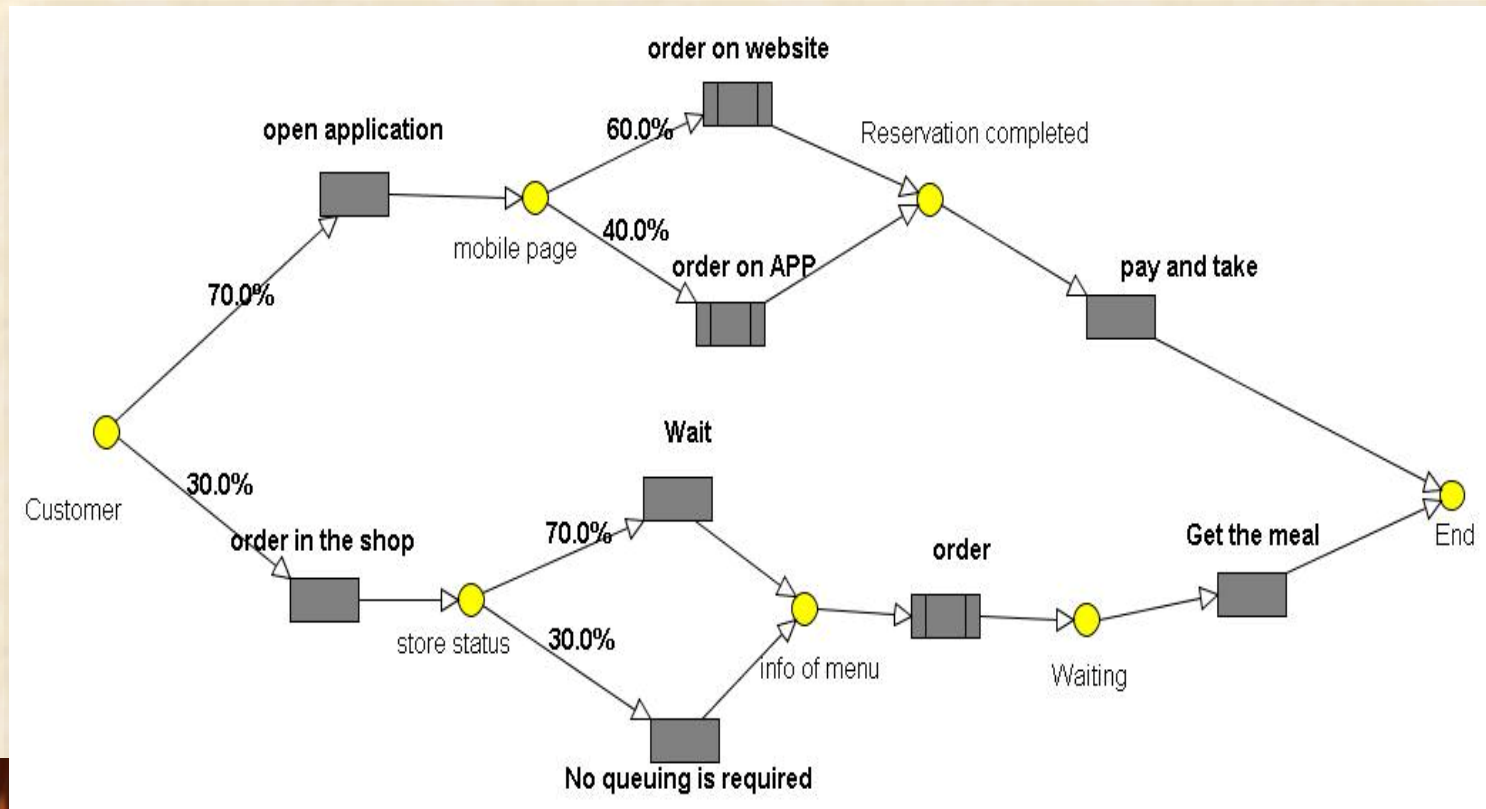 order on website
open application
60.0%
Reservation completed
mobile page
40.0%
order on APP
pay and take
70.0%
Customer
30.0%
order in the shop
Wait
70.0%
store status
30.0%
info of menu
order
Waiting
Get the meal
End
No queuing is required